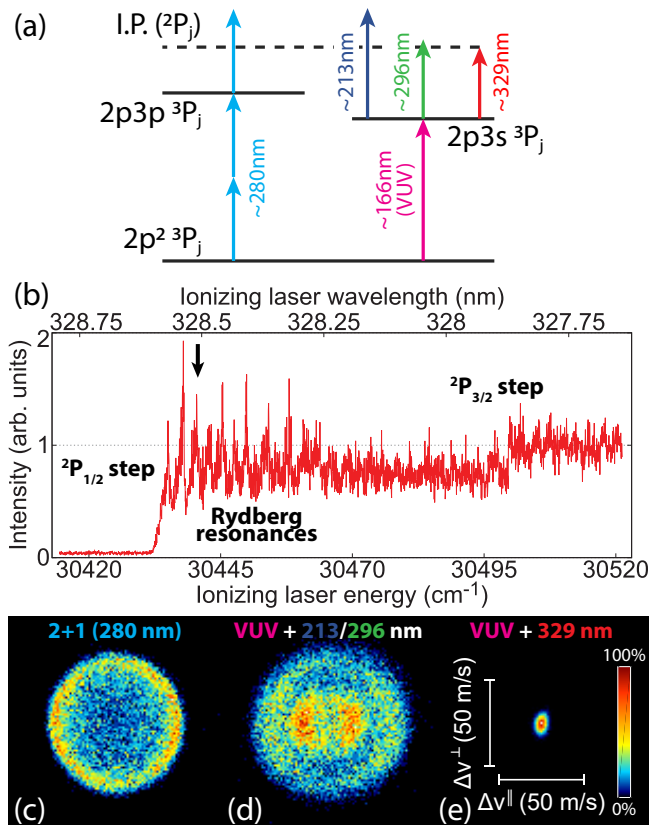 (a)
I.P. (²Pⱼ)
2p3p ³Pⱼ
2p² ³Pⱼ
~280nm
~213nm
~296nm
~329nm
2p3s ³Pⱼ
~166nm
(VUV)
(b)
Ionizing laser wavelength (nm)
328.75 328.5 328.25 328 327.75
Intensity (arb. units)
2
1
0
²P₁/₂ step
²P₃/₂ step
Rydberg
resonances
30420 30445 30470 30495 30520
Ionizing laser energy (cm⁻¹)
2+1 (280 nm)
VUV + 213/296 nm
VUV + 329 nm
100%
0%
Δv⊥ (50 m/s)
Δv∥ (50 m/s)
(c)
(d)
(e)